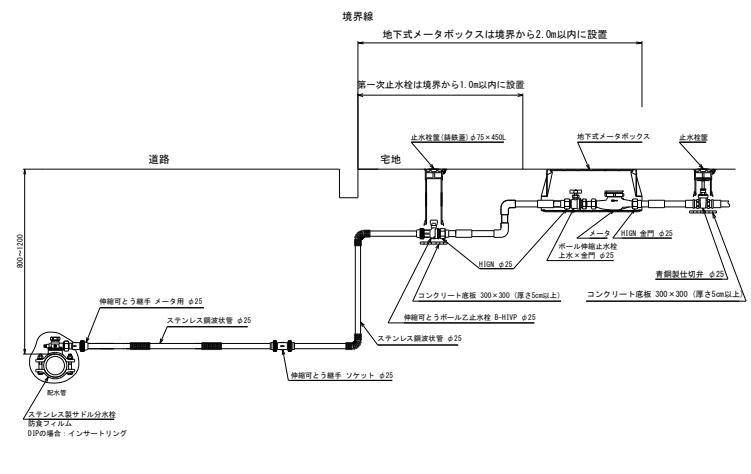 境界線
地下式メータボックスは境界から2.0m以内に設置
第一次止水栓は境界から1.0m以内に設置
止水栓筐(鋳鉄蓋)φ75×450L
地下式メータボックス
止水栓筐
道路
宅地
800~1200
メータ
HIGN 金門 φ25
ボール伸縮止水栓
上水×金門 φ25
HIGN φ25
青銅製仕切弁 φ25
コンクリート底板 300×300 (厚さ5cm以上)
コンクリート底板 300×300 (厚さ5cm以上)
伸縮可とう継手 メータ用 φ25
ステンレス鋼波状管 φ25
伸縮可とうボール乙止水栓 B-HIVP φ25
ステンレス鋼波状管 φ25
伸縮可とう継手 ソケット φ25
配水管
ステンレス製サドル分水栓
防食フィルム
DIPの場合：インサートリング